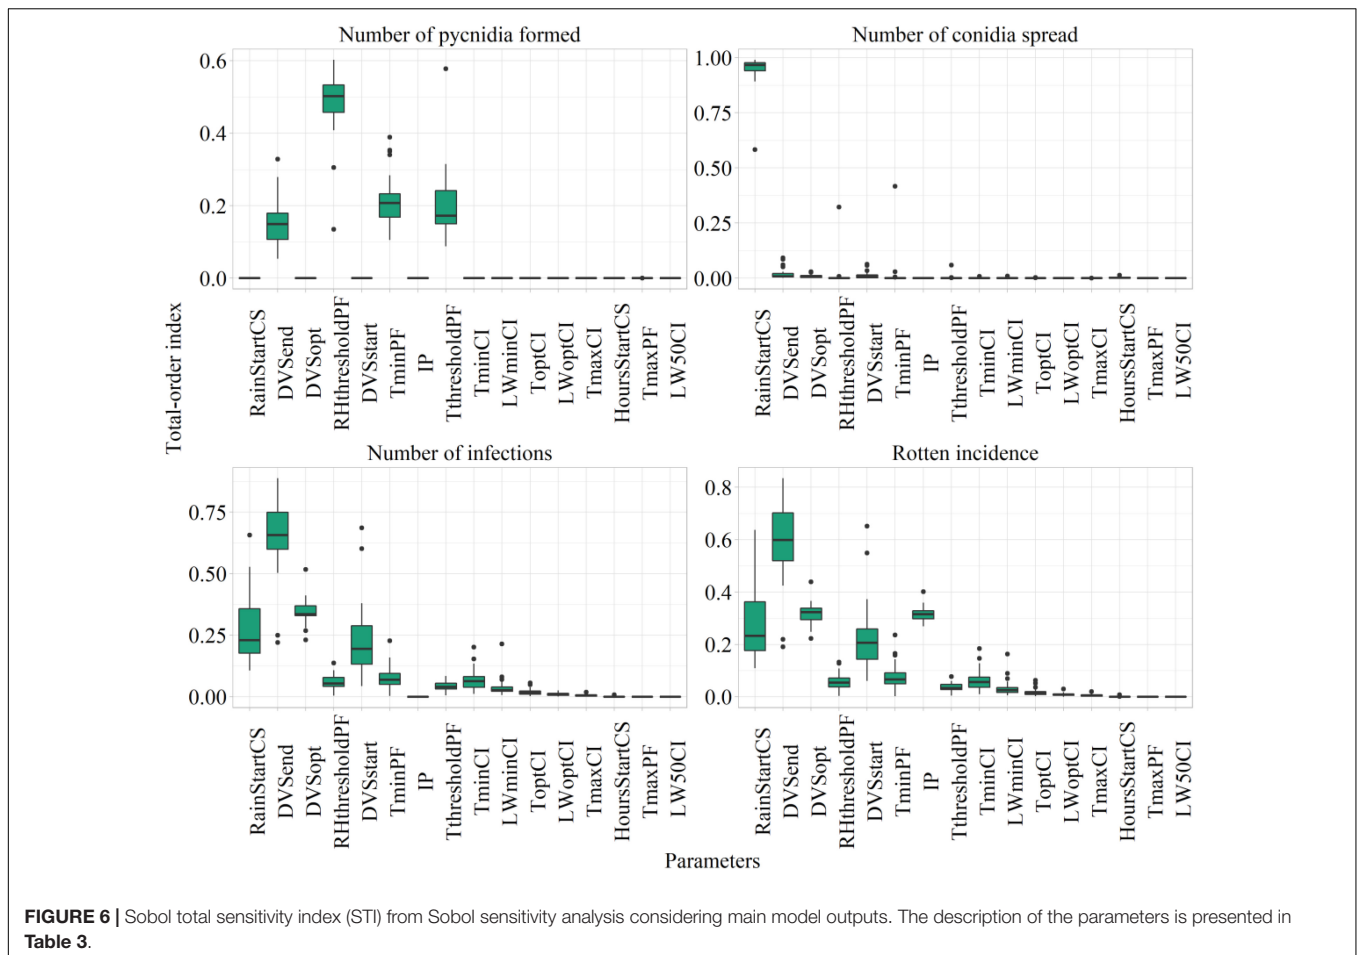 Number of pycnidia formed
Number of conidia spread
0.6
0.4
0.2
0.0
1.00
0.75
0.50
0.25
0.00
Total-order index
RainStartCS
DVSend
DVSopt
RHthresholdPF
DVSstart
TminPF
IP
TthresholdPF
TminCI
LWminCI
ToptCI
LWoptCI
TmaxCI
HoursStartCS
TmaxPF
LW50CI
RainStartCS
DVSend
DVSopt
RHthresholdPF
DVSstart
TminPF
IP
TthresholdPF
TminCI
LWminCI
ToptCI
LWoptCI
TmaxCI
HoursStartCS
TmaxPF
LW50CI
Number of infections
Rotten incidence
0.75
0.50
0.25
0.00
0.8
0.6
0.4
0.2
0.0
RainStartCS
DVSend
DVSopt
RHthresholdPF
DVSstart
TminPF
IP
TthresholdPF
TminCI
LWminCI
ToptCI
LWoptCI
TmaxCI
HoursStartCS
TmaxPF
LW50CI
RainStartCS
DVSend
DVSopt
RHthresholdPF
DVSstart
TminPF
IP
TthresholdPF
TminCI
LWminCI
ToptCI
LWoptCI
TmaxCI
HoursStartCS
TmaxPF
LW50CI
Parameters
FIGURE 6 | Sobol total sensitivity index (STI) from Sobol sensitivity analysis considering main model outputs. The description of the parameters is presented in
Table 3.